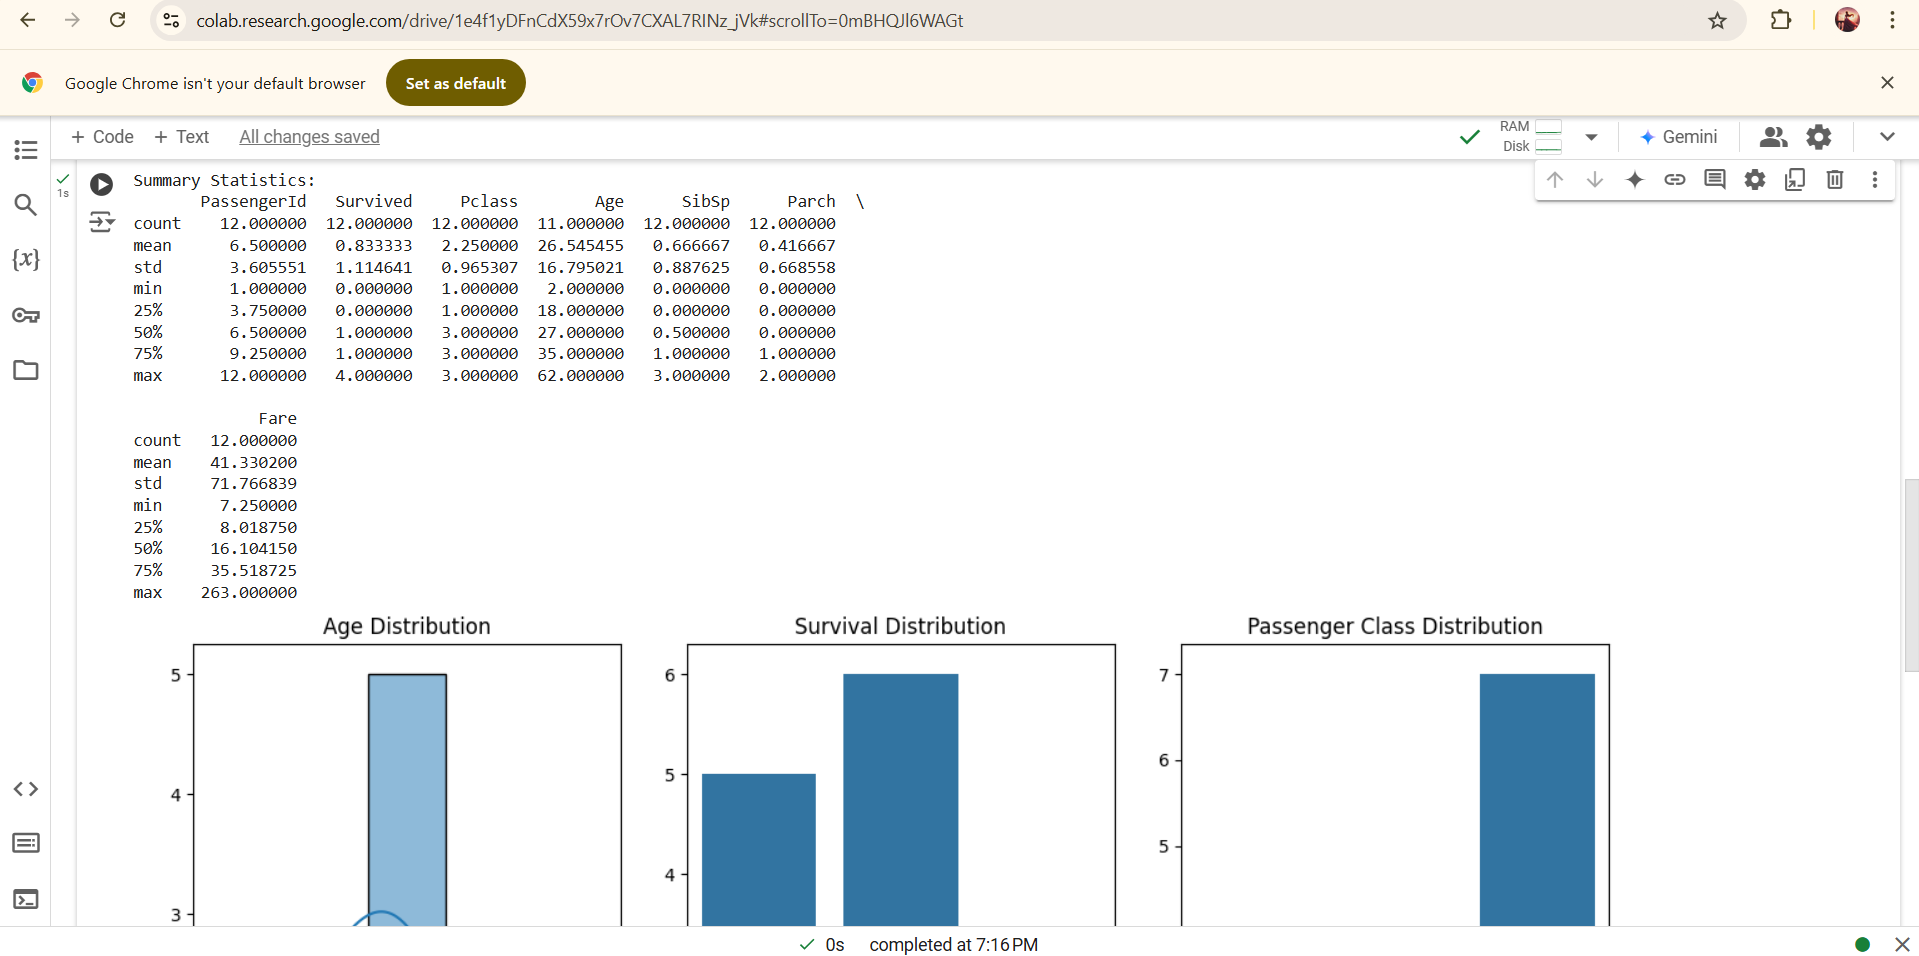 colab.research.google.com/drive/1e4f1yDFnCdX59x7rOv7CXAL7RINz_jVk#scrollTo=0mBHQJl6WAGt
Google Chrome isn't your default browser Set as default
+ Code + Text All changes saved RAM Disk Gemini
1s
Summary Statistics:
PassengerId Survived Pclass Age SibSp Parch \
count 12.000000 12.000000 12.000000 11.000000 12.000000 12.000000
mean 6.500000 0.833333 2.250000 26.545455 0.666667 0.416667
std 3.605551 1.114641 0.965307 16.795021 0.887625 0.668558
min 1.000000 0.000000 1.000000 2.000000 0.000000 0.000000
25% 3.750000 0.000000 1.000000 18.000000 0.000000 0.000000
50% 6.500000 1.000000 3.000000 27.000000 0.500000 0.000000
75% 9.250000 1.000000 3.000000 35.000000 1.000000 1.000000
max 12.000000 4.000000 3.000000 62.000000 3.000000 2.000000
Fare
count 12.000000
mean 41.330200
std 71.766839
min 7.250000
25% 8.018750
50% 16.104150
75% 35.518725
max 263.000000
Age Distribution Survival Distribution Passenger Class Distribution
5 6 7
4 5 6
3 4 5
{x}
0s completed at 7:16 PM